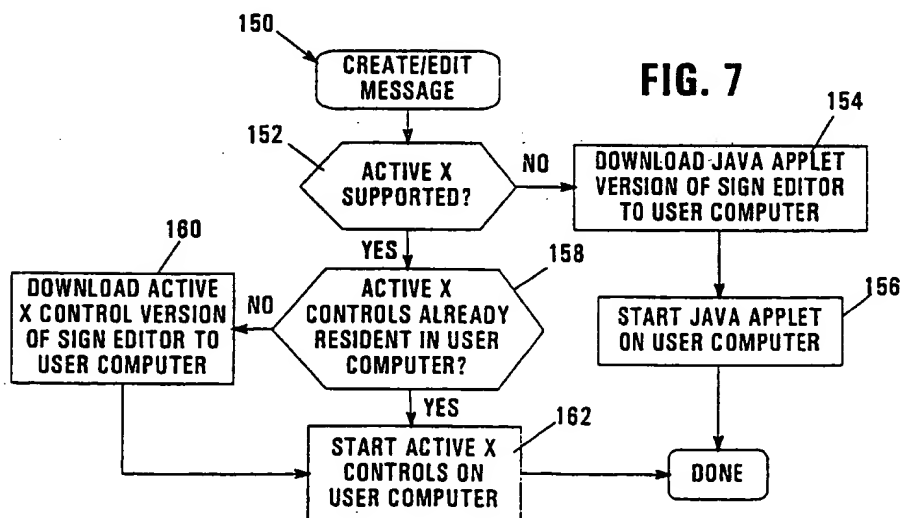 150
CREATE/EDIT
MESSAGE
FIG. 7
152
ACTIVE X
SUPPORTED?
NO
154
DOWNLOAD JAVA APPLET
VERSION OF SIGN EDITOR
TO USER COMPUTER
YES
160
DOWNLOAD ACTIVE
X CONTROL VERSION
OF SIGN EDITOR TO
USER COMPUTER
NO
158
ACTIVE X
CONTROLS ALREADY
RESIDENT IN USER
COMPUTER?
156
START JAVA APPLET
ON USER COMPUTER
YES
162
START ACTIVE X
CONTROLS ON
USER COMPUTER
DONE